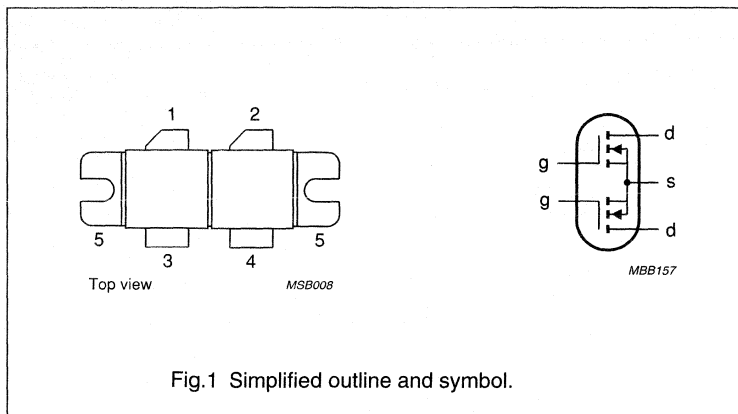 1 2
d
g
s
g
d
5 3 4 5
Top view MSB008
MBB157
Fig.1 Simplified outline and symbol.